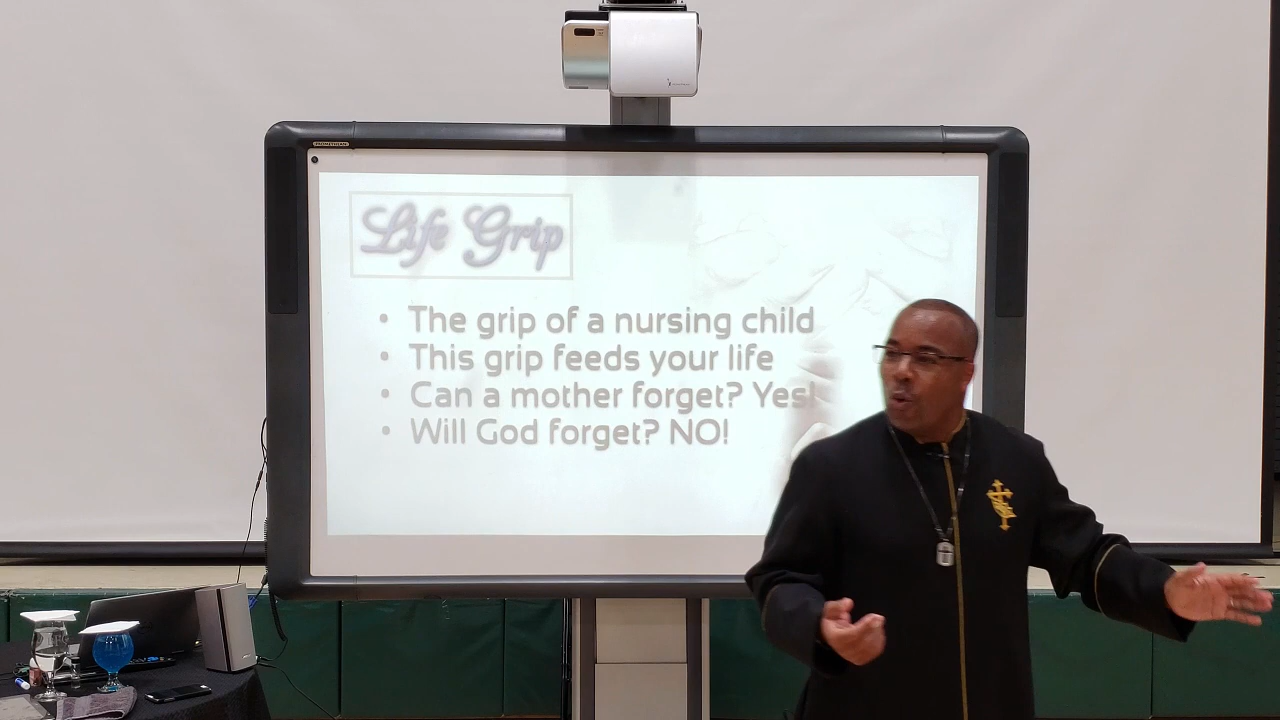 PROMETHEAN
Life Grip
• The grip of a nursing child
• This grip feeds your life
• Can a mother forget? Yes!
• Will God forget? NO!